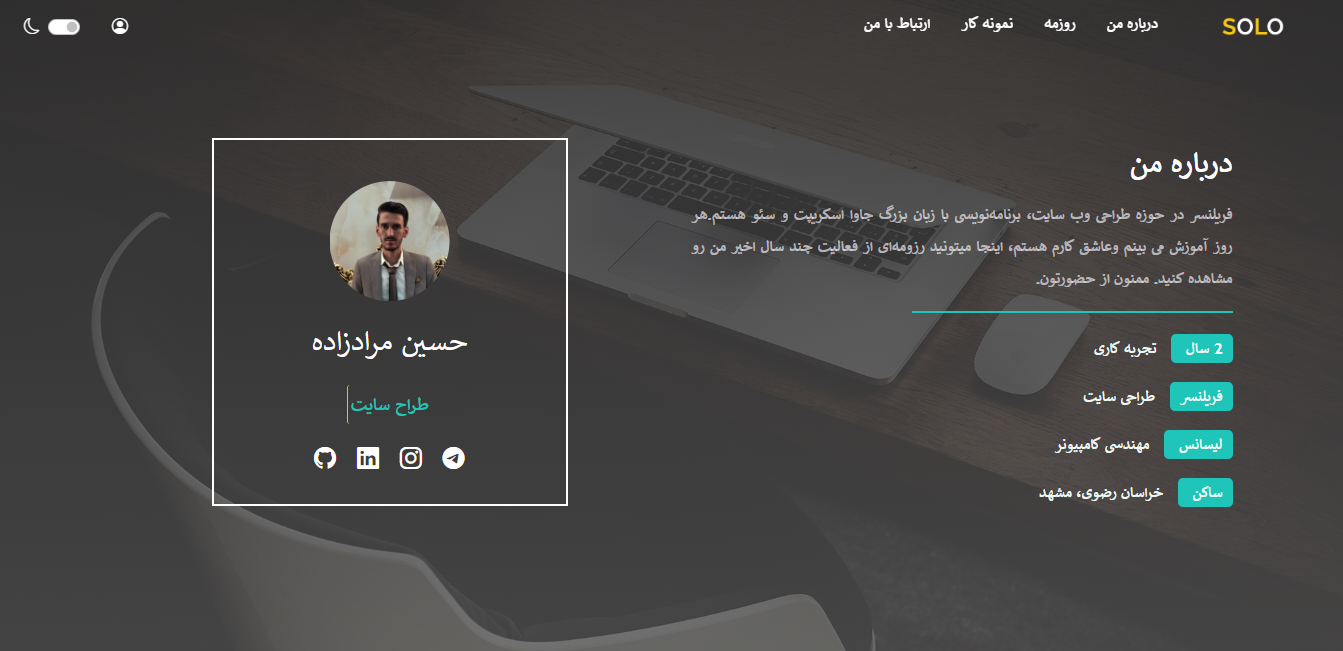 SOLO
درباره من
روزمه
نمونه کار
ارتباط با من
درباره من
فریلنسر در حوزه طراحی وب سایت، برنامه‌نویسی با زبان بزرگ جاوا اسکریپت و سئو هستم.هر
روز آموزش می بینم وعاشق کارم هستم، اینجا میتونید رزومه‌ای از فعالیت چند سال اخیر من رو
مشاهده کنید. ممنون از حضورتون.
2 سال تجربه کاری
فریلنسر طراحی سایت
لیسانس مهندسی کامپیوتر
ساکن خراسان رضوی، مشهد
حسین مرادزاده
طراح سایت